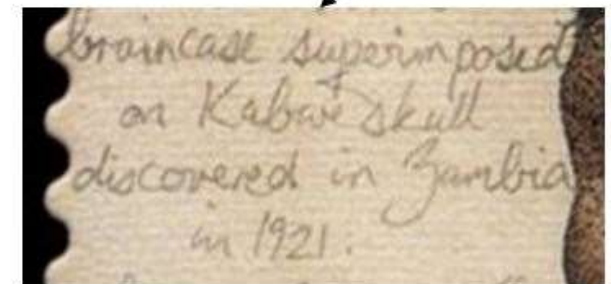 braincase superimposed
on Kabwe skull
discovered in Zambia
in 1921.